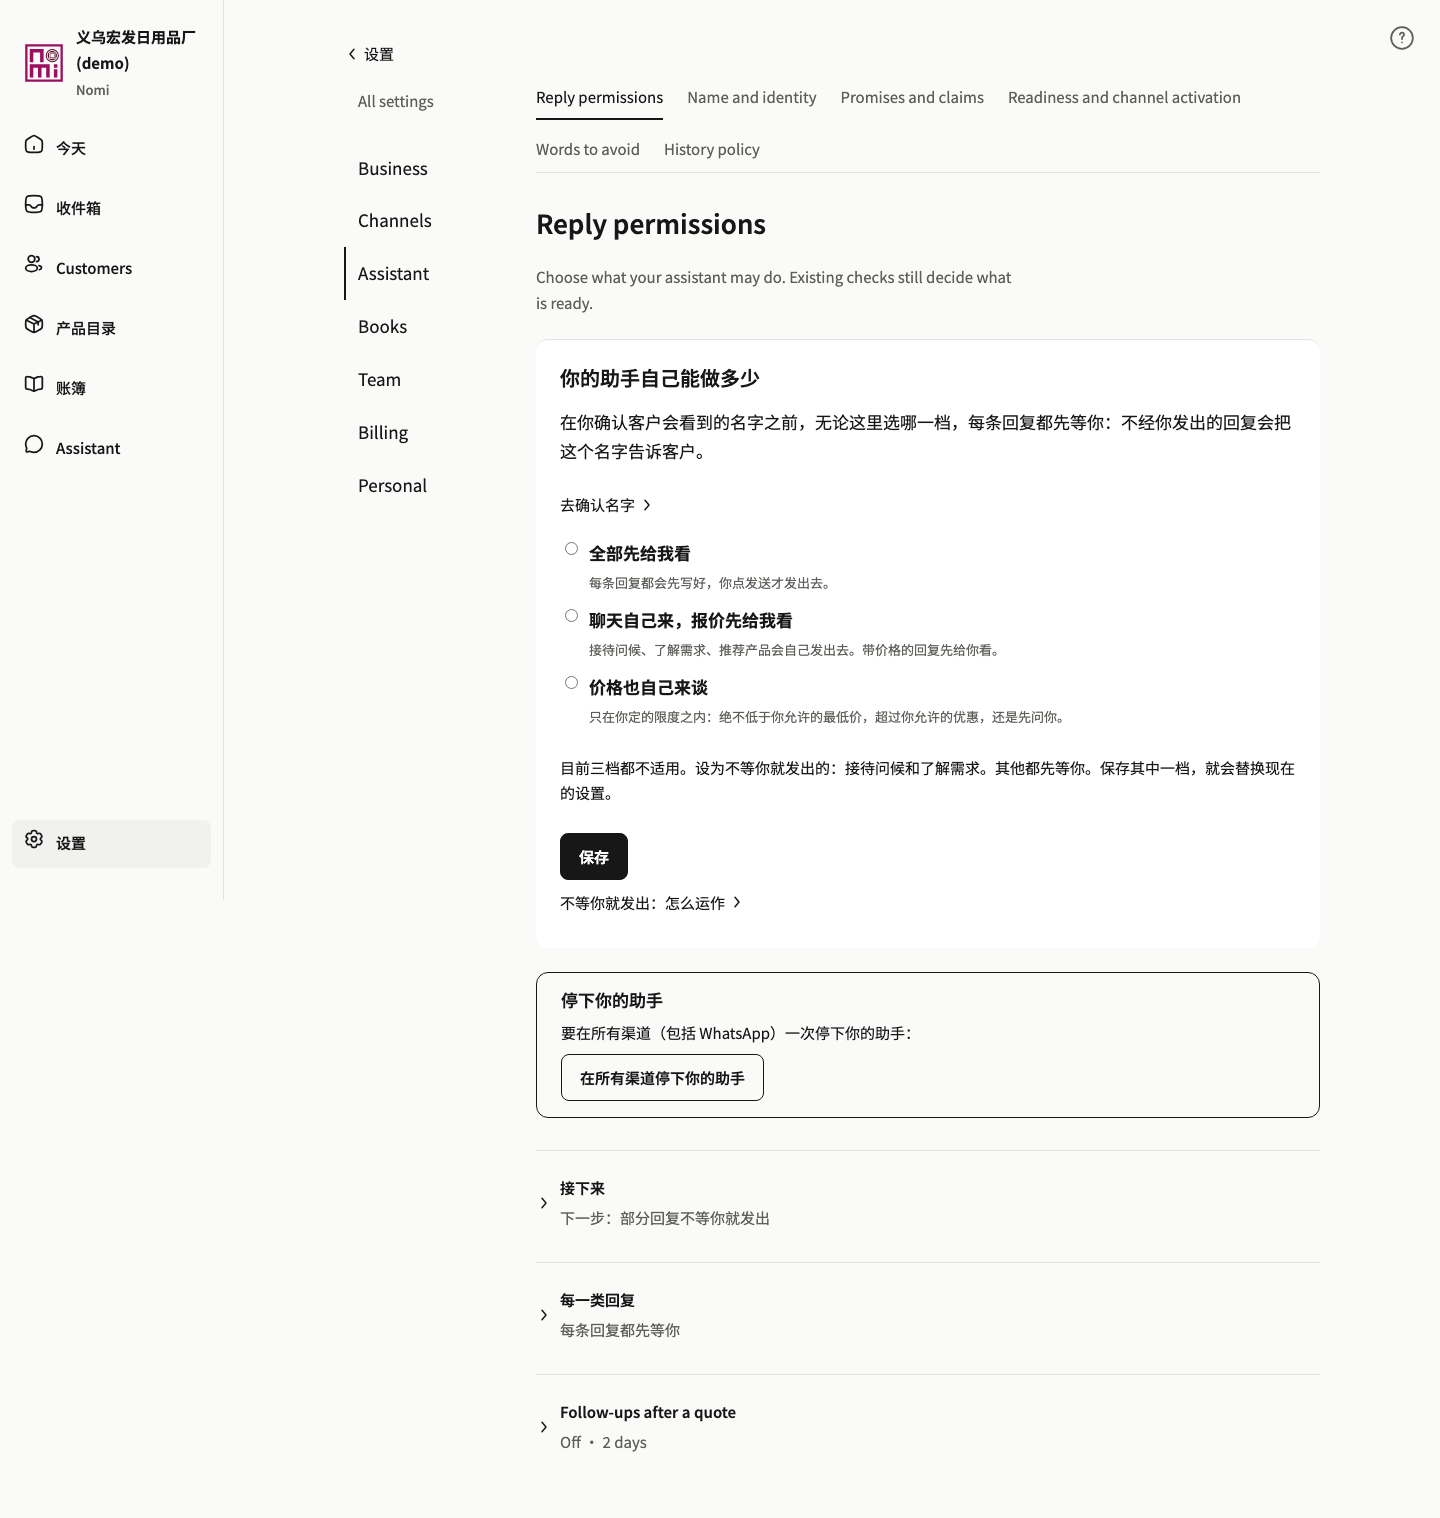 义乌宏发日用品厂
(demo)
Nomi
今天
收件箱
Customers
产品目录
账簿
Assistant
设置
设置
All settings
Business
Channels
Assistant
Books
Team
Billing
Personal
Reply permissions
Name and identity
Promises and claims
Readiness and channel activation
Words to avoid
History policy
Reply permissions
Choose what your assistant may do. Existing checks still decide what
is ready.
你的助手自己能做多少
在你确认客户会看到的名字之前，无论这里选哪一档，每条回复都先等你：不经你发出的回复会把
这个名字告诉客户。
去确认名字
全部先给我看
每条回复都会先写好，你点发送才发出去。
聊天自己来，报价先给我看
接待问候、了解需求、推荐产品会自己发出去。带价格的回复先给你看。
价格也自己来谈
只在你定的限度之内：绝不低于你允许的最低价，超过你允许的优惠，还是先问你。
目前三档都不适用。设为不等你就发出的：接待问候和了解需求。其他都先等你。保存其中一档，就会替换现在
的设置。
保存
不等你就发出：怎么运作
停下你的助手
要在所有渠道（包括 WhatsApp）一次停下你的助手：
在所有渠道停下你的助手
接下来
下一步：部分回复不等你就发出
每一类回复
每条回复都先等你
Follow-ups after a quote
Off · 2 days